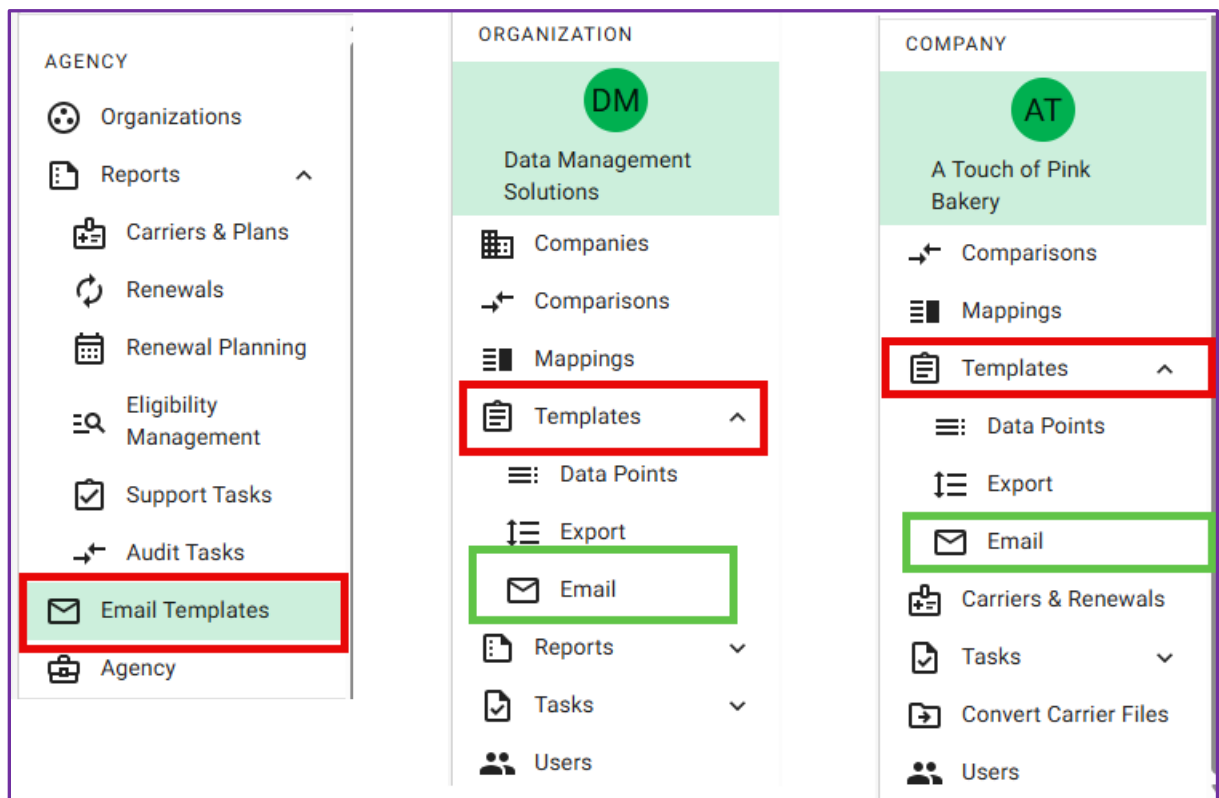 AGENCY
Organizations
Reports
Carriers & Plans
Renewals
Renewal Planning
Eligibility
Management
Support Tasks
Audit Tasks
Email Templates
Agency
ORGANIZATION
DM
Data Management
Solutions
Companies
Comparisons
Mappings
Templates
Data Points
Export
Email
Reports
Tasks
Users
COMPANY
AT
A Touch of Pink
Bakery
Comparisons
Mappings
Templates
Data Points
Export
Email
Carriers & Renewals
Tasks
Convert Carrier Files
Users